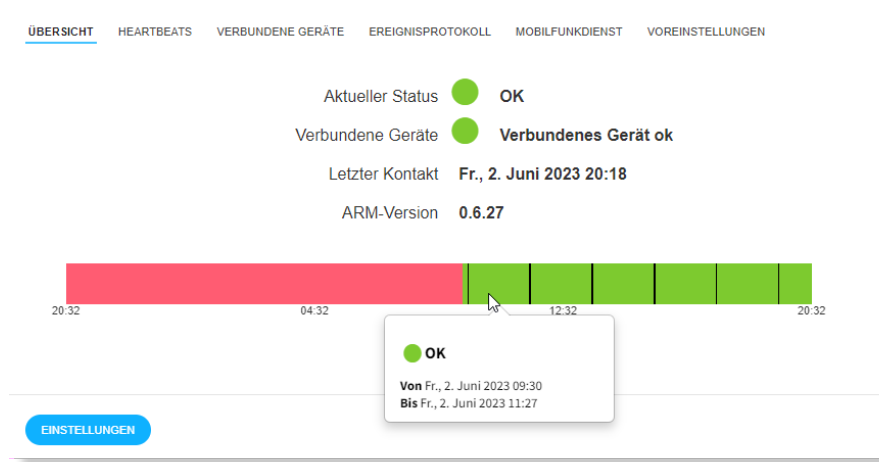 ÜBERSICHT HEARTBEATS VERBUNDENE GERÄTE EREIGNISPROTOKOLL MOBILFUNKDIENST VOREINSTELLUNGEN
Aktueller Status OK
Verbundene Geräte Verbundenes Gerät ok
Letzter Kontakt Fr., 2. Juni 2023 20:18
ARM-Version 0.6.27
20:32 04:32 12:32 20:32
OK
Von Fr., 2. Juni 2023 09:30
Bis Fr., 2. Juni 2023 11:27
EINSTELLUNGEN